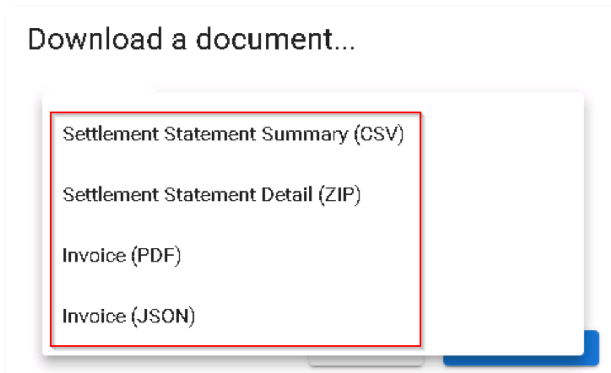 Download a document...
Settlement Statement Summary (CSV)
Settlement Statement Detail (ZIP)
Invoice (PDF)
Invoice (JSON)